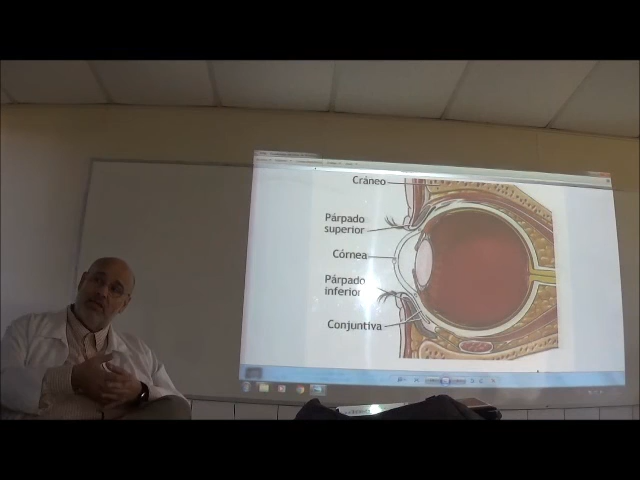 Cráneo
Párpado
superior
Córnea
Párpado
inferior
Conjuntiva